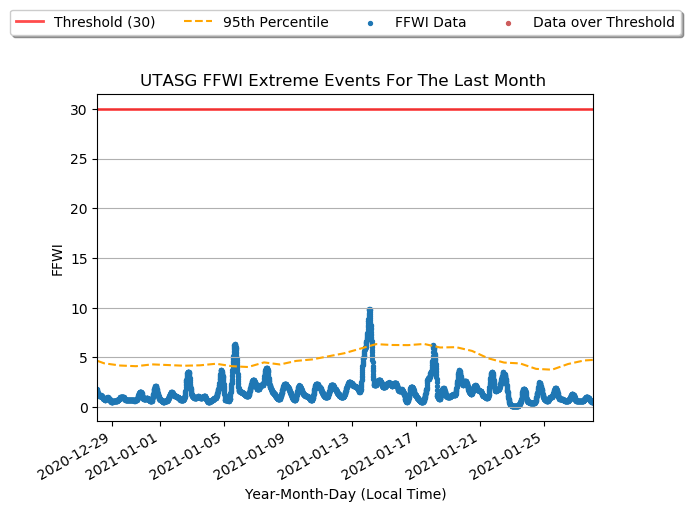 Threshold (30) 95th Percentile FFWI Data Data over Threshold
UTASG FFWI Extreme Events For The Last Month
30
25
20
15
10
5
0
FFWI
2020-12-29 2021-01-01 2021-01-05 2021-01-09 2021-01-13 2021-01-17 2021-01-21 2021-01-25
Year-Month-Day (Local Time)